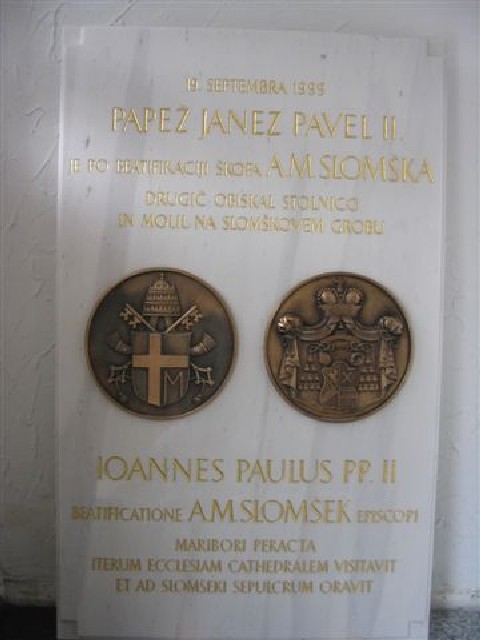 19. SEPTEMBRA 1999
PAPEŽ JANEZ PAVEL II.
JE PO BEATIFIKACIJI ŠKOFA A.M. SLOMŠKA
DRUGIČ OBISKAL STOLNICO
IN MOLIL NA SLOMŠKOVEM GROBU
M
IOANNES PAULUS PP. II
BEATIFICATIONE A.M. SLOMSEK EPISCOPI
MARIBORI PERACTA
ITERUM ECCLESIAM CATHEDRALEM VISITAVIT
ET AD SLOMSEKI SEPULCRUM ORAVIT